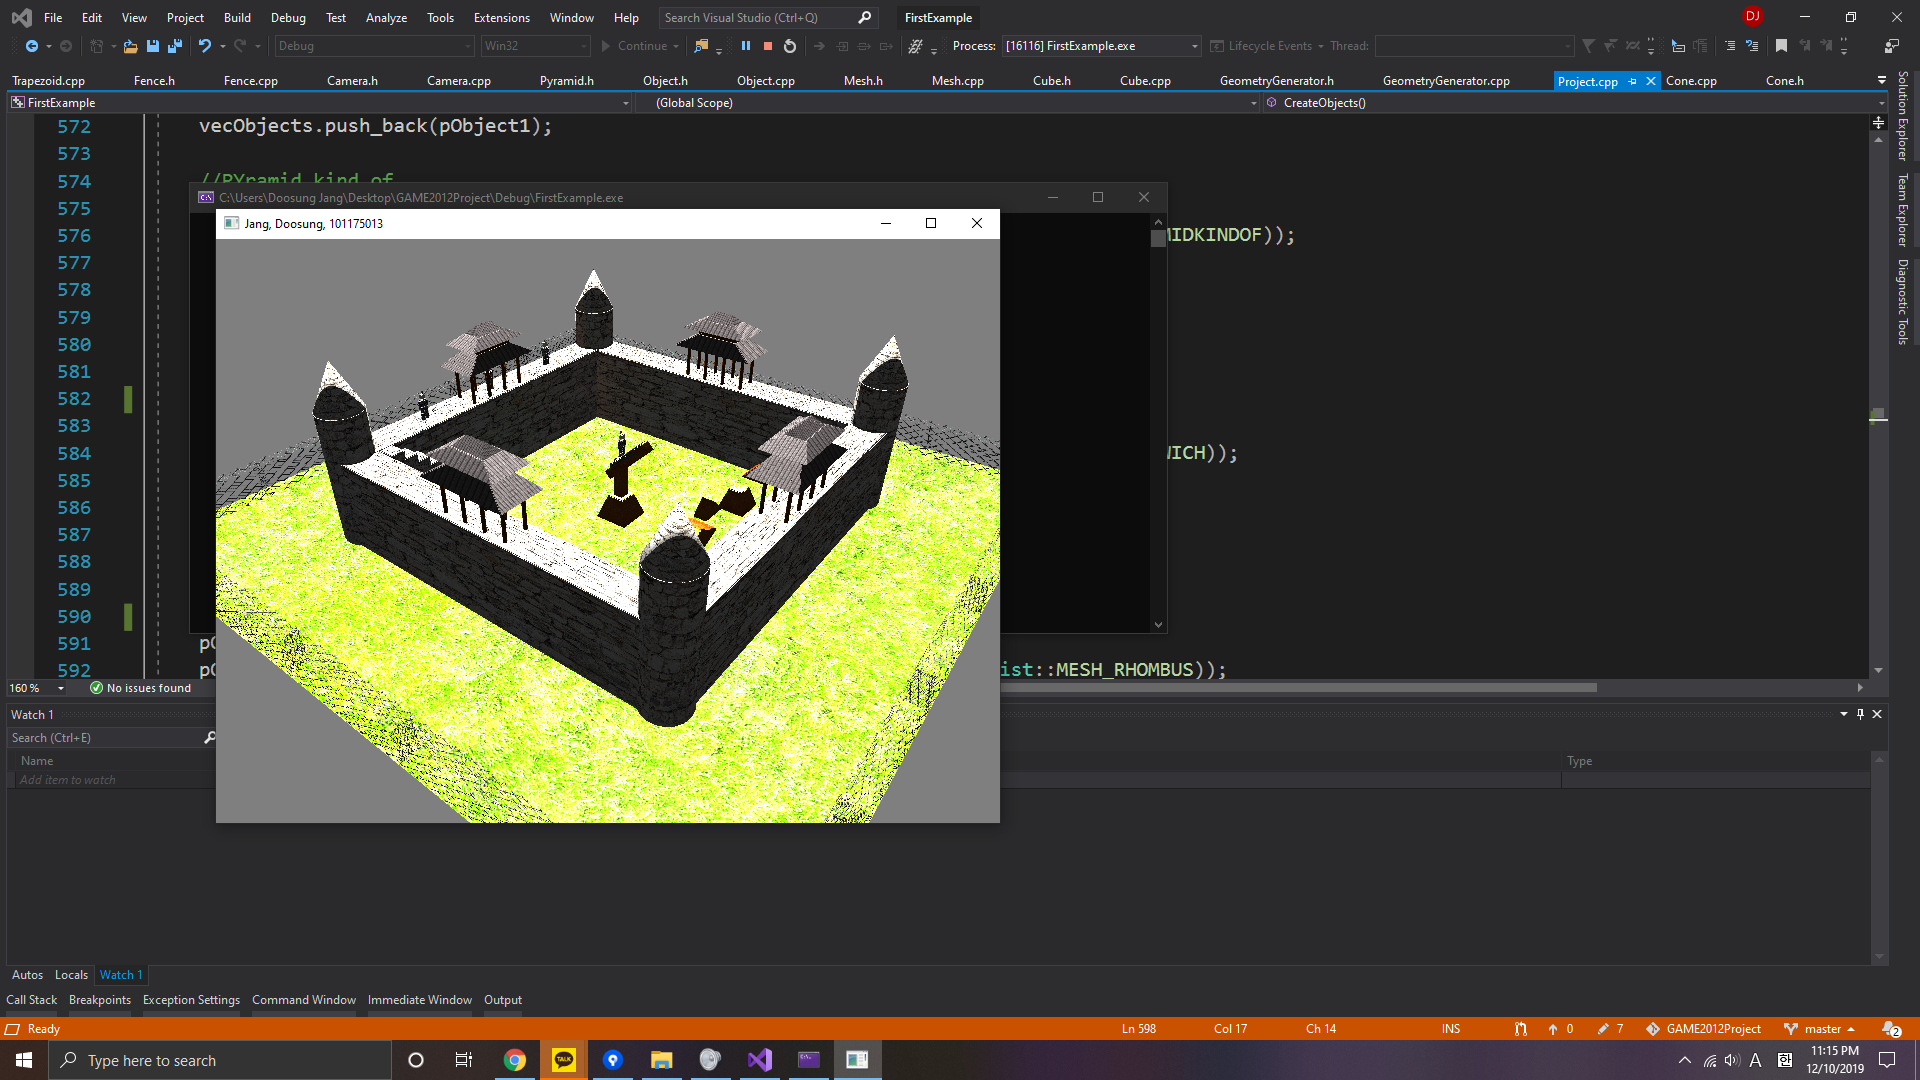 File Edit View Project Build Debug Test Analyze Tools Extensions Window Help Search Visual Studio (Ctrl+Q) FirstExample DJ
Debug Win32 Continue Process: [16116] FirstExample.exe Lifecycle Events Thread:
Trapezoid.cpp Fence.h Fence.cpp Camera.h Camera.cpp Pyramid.h Object.h Object.cpp Mesh.h Mesh.cpp Cube.h Cube.cpp GeometryGenerator.h GeometryGenerator.cpp Project.cpp Cone.cpp Cone.h
FirstExample (Global Scope) CreateObjects()
572 vecObjects.push_back(pObject1);
573
574 //PYramid kind of
C:\Users\Doosung Jang\Desktop\GAME2012Project\Debug\FirstExample.exe
575
Jang, Doosung, 101175013
576 MIDKINDOF));
577
578
579
580
581
582
583
584 WICH));
585
586
587
588
589
590
591 pO
592 pO ist::MESH_RHOMBUS));
160 % No issues found
Watch 1
Search (Ctrl+E)
Name Type
Add item to watch
Autos Locals Watch 1
Call Stack Breakpoints Exception Settings Command Window Immediate Window Output
Ready Ln 598 Col 17 Ch 14 INS 0 7 GAME2012Project master 2
Type here to search TALK A 한 11:15 PM
12/10/2019
Solution Explorer
Team Explorer
Diagnostic Tools